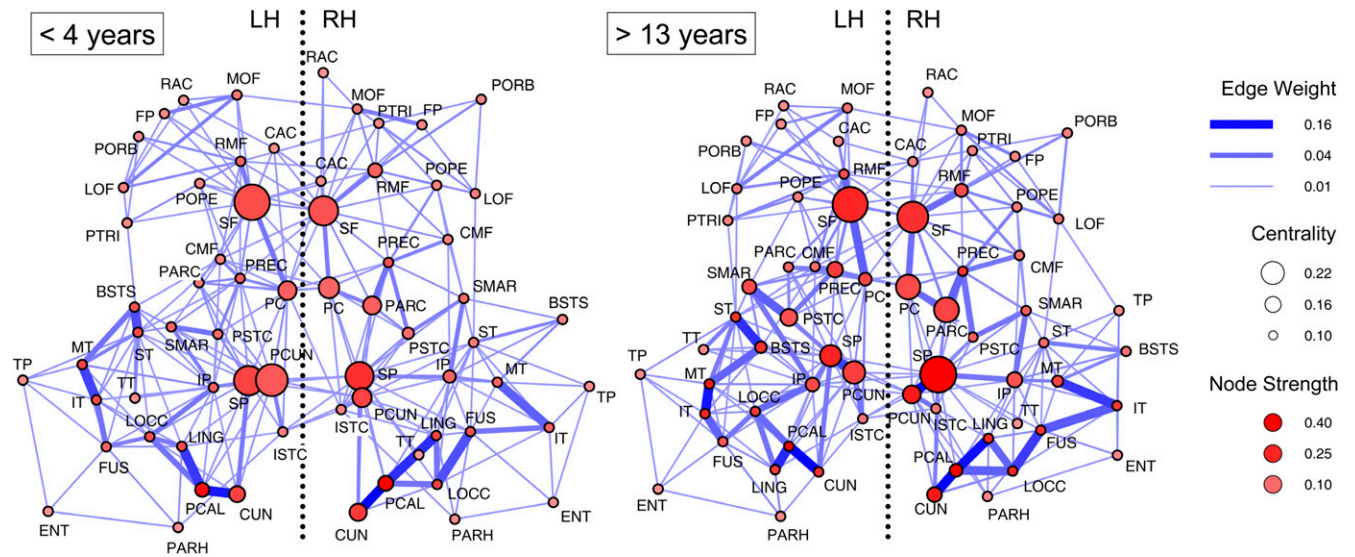 < 4 years
LH
RH
RAC
MOF
FP
CAC
RMF
PORB
LOF
POPE
SF
PTRI
CMF
PARC
PREC
BSTS
PC
PSTC
SMAR
ST
MT
PCUN
IP
TP
TT
IT
SP
LOCC
LING
FUS
ISTC
PCAL
CUN
ENT
PARH
RAC
PORB
MOF
PTRI
FP
CAC
POPE
RMF
LOF
SF
PREC
CMF
SMAR
BSTS
PC
PARC
PSTC
ST
SP
IP
MT
PCUN
TP
ISTC
LING
FUS
IT
TT
PCAL
LOCC
CUN
PARH
ENT
> 13 years
LH
RH
RAC
MOF
FP
CAC
PORB
RMF
LOF
POPE
SF
PTRI
PARC
CMF
SMAR
PREC
PC
PSTC
ST
TT
BSTS
SP
MT
IP
PCUN
LOCC
IT
ISTC
PCAL
FUS
LING
CUN
TP
ENT
PARH
RAC
MOF
PTRI
PORB
CAC
FP
RMF
POPE
LOF
SF
PREC
CMF
PC
SMAR
TP
PARC
ST
PSTC
SP
BSTS
MT
IP
PCUN
ISTC
TT
IT
LING
FUS
PCAL
ENT
LOCC
CUN
PARH
Edge Weight
0.16
0.04
0.01
Centrality
0.22
0.16
0.10
Node Strength
0.40
0.25
0.10